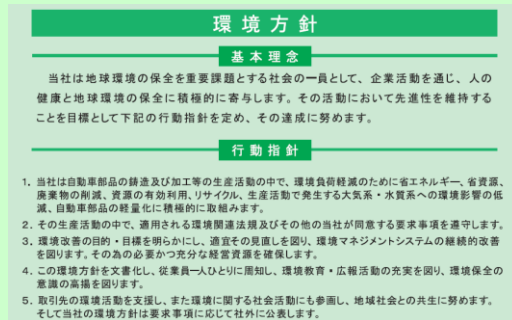 環境方針
基本理念
当社は地球環境の保全を重要課題とする社会の一員として、企業活動を通じ、人の
健康と地球環境の保全に積極的に寄与します。その活動において先進性を維持する
ことを目標として下記の行動指針を定め、その達成に努めます。
行動指針
1. 当社は自動車部品の鋳造及び加工等の生産活動の中で、環境負荷軽減のために省エネルギー、省資源、
廃棄物の削減、資源の有効利用、リサイクル、生産活動で発生する大気系・水質系への環境影響の低
減、自動車部品の軽量化に積極的に取組みます。
2. その生産活動の中で、適用される環境関連法規及びその他の当社が同意する要求事項を遵守します。
3. 環境改善の目的・目標を明らかにし、適宜その見直しを図り、環境マネジメントシステムの継続的改善
を図ります。その為の必要かつ充分な経営資源を確保します。
4. この環境方針を文書化し、従業員一人ひとりに周知し、環境教育・広報活動の充実を図り、環境保全の
意識の高揚を図ります。
5. 取引先の環境活動を支援し、また環境に関する社会活動にも参画し、地域社会との共生に努めます。
そして当社の環境方針は要求事項に応じて社外に公表します。